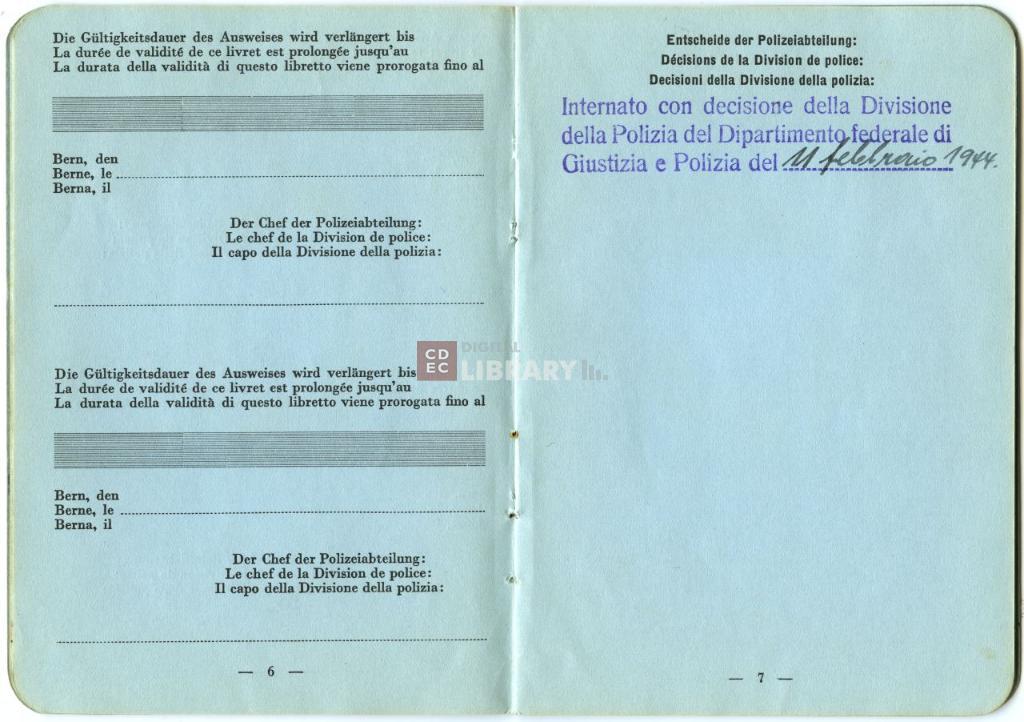 Die Gültigkeitsdauer des Ausweises wird verlängert bis
La durée de validité de ce livret est prolongée jusqu'au
La durata della validità di questo libretto viene prorogata fino al
Bern, den
Berne, le
Berna, il
Der Chef der Polizeiabteilung:
Le chef de la Division de police:
Il capo della Divisione della polizia:
Die Gültigkeitsdauer des Ausweises wird verlängert bis
La durée de validité de ce livret est prolongée jusqu'au
La durata della validità di questo libretto viene prorogata fino al
Bern, den
Berne, le
Berna, il
Der Chef der Polizeiabteilung:
Le chef de la Division de police:
Il capo della Divisione della polizia:
— 6 —
Entscheide der Polizeiabteilung:
Décisions de la Division de police:
Decisioni della Divisione della polizia:
Internato con decisione della Divisione
della Polizia del Dipartimento federale di
Giustizia e Polizia del 11 febbraio 1944.
— 7 —
CD
EC
DIGITAL
LIBRARY